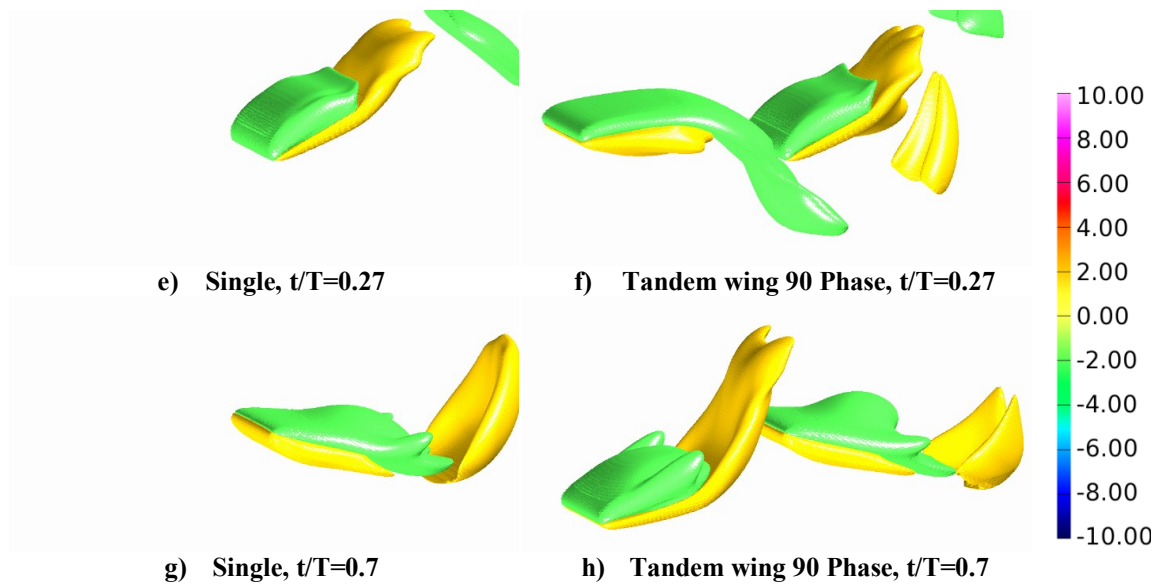 10.00
8.00
6.00
4.00
2.00
0.00
-2.00
-4.00
-6.00
-8.00
-10.00
e) Single, t/T=0.27
f) Tandem wing 90 Phase, t/T=0.27
g) Single, t/T=0.7
h) Tandem wing 90 Phase, t/T=0.7